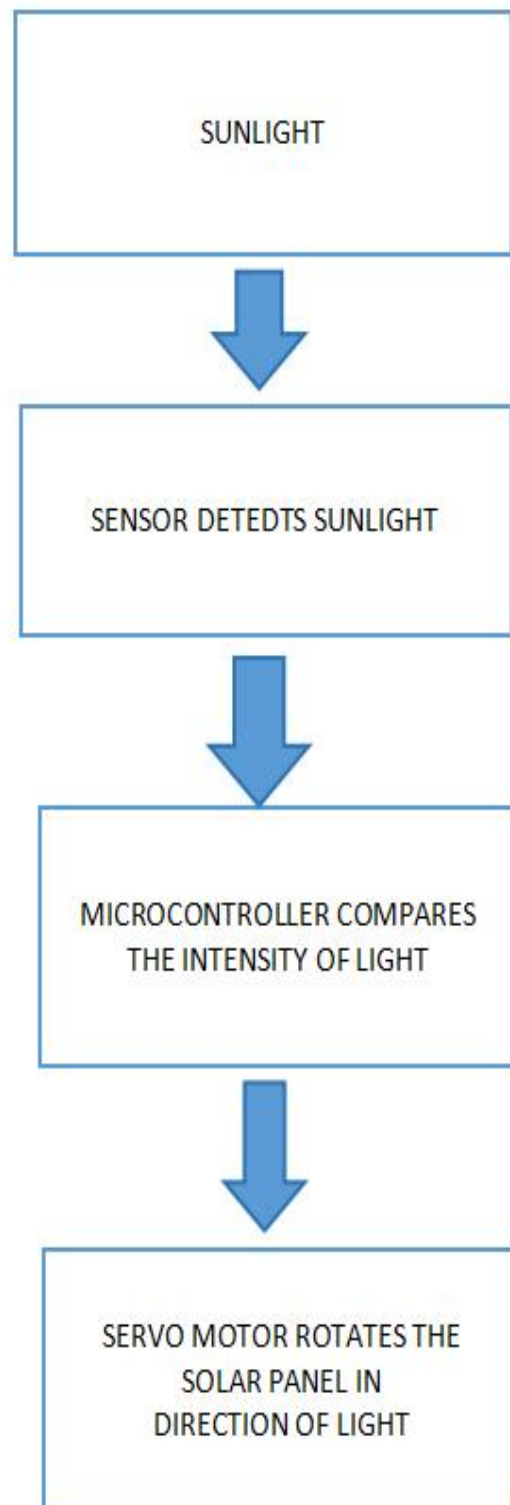 SUNLIGHT
SENSOR DETEDTS SUNLIGHT
MICROCONTROLLER COMPARES
THE INTENSITY OF LIGHT
SERVO MOTOR ROTATES THE
SOLAR PANEL IN
DIRECTION OF LIGHT